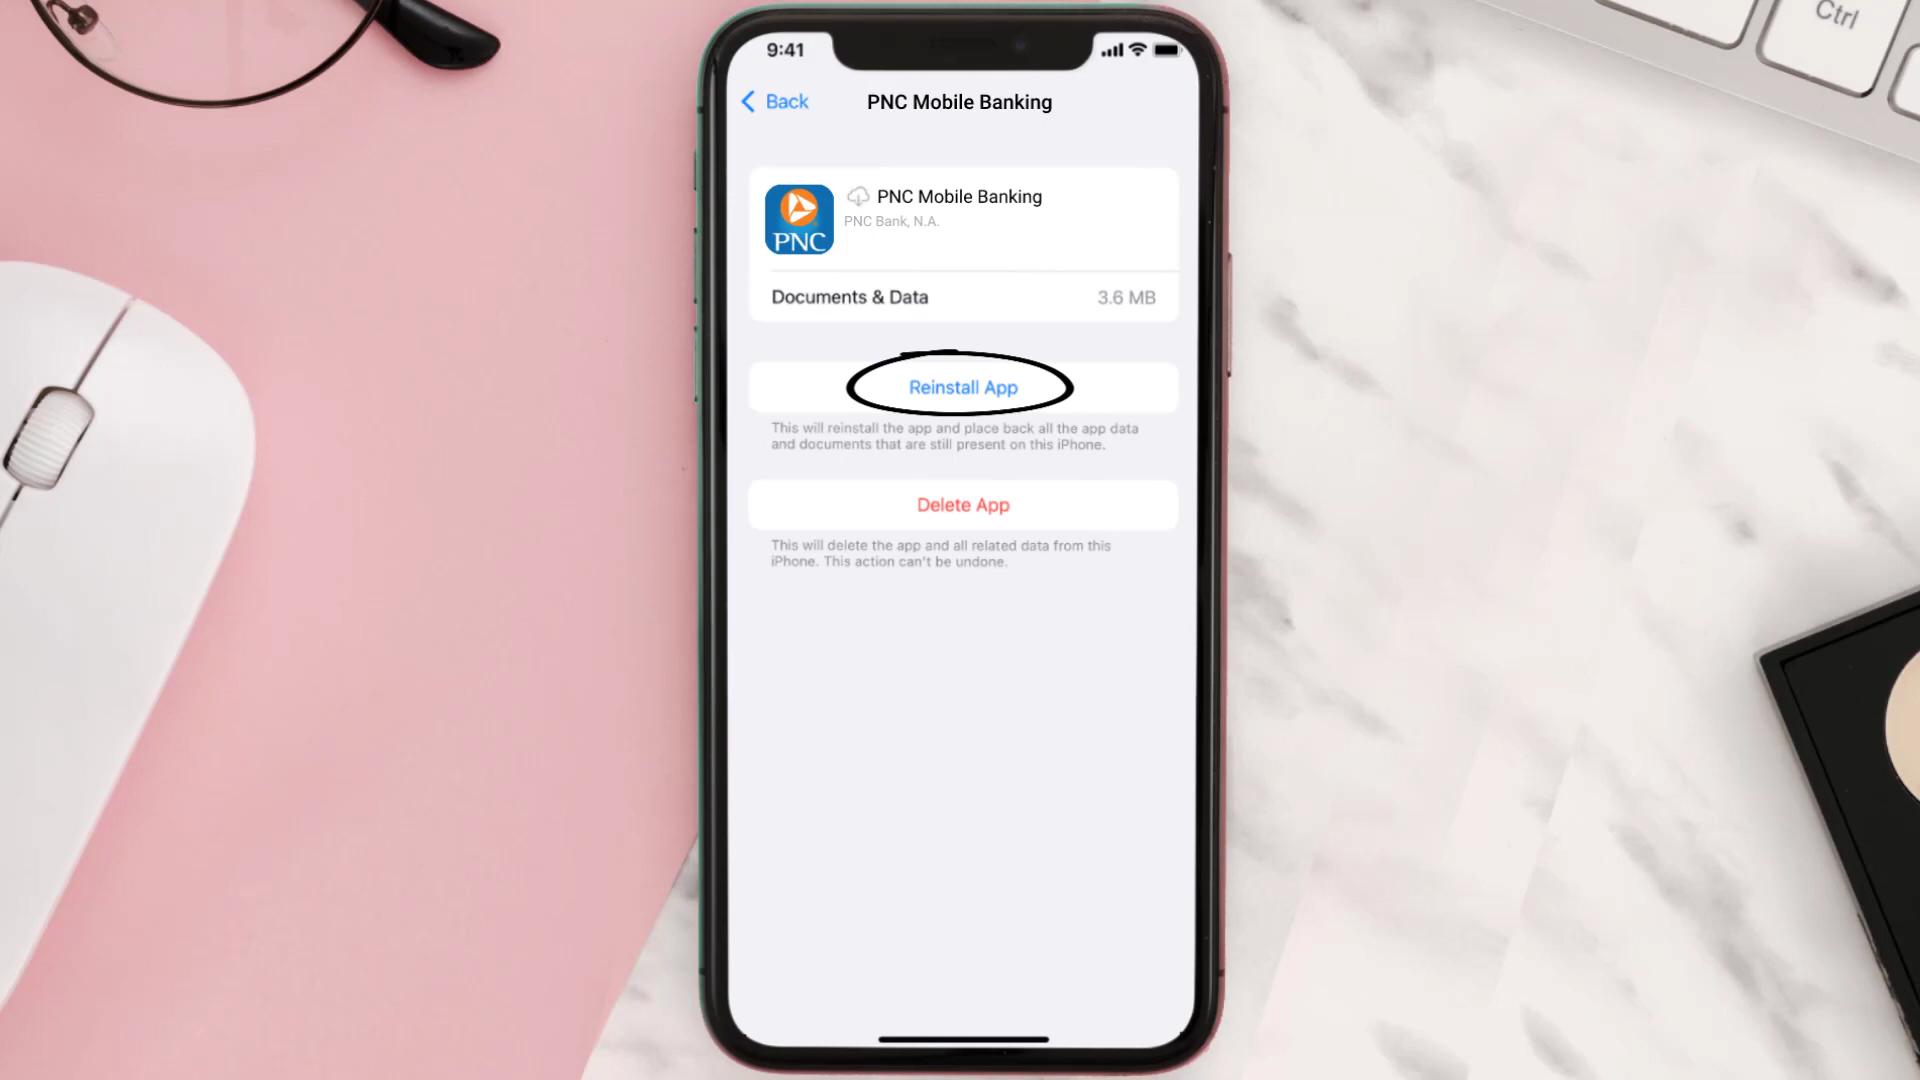 Ctrl
9:41
Back
PNC Mobile Banking
PNC Mobile Banking
PNC Bank, N.A.
PNC
Documents & Data 3.6 MB
Reinstall App
This will reinstall the app and place back all the app data
and documents that are still present on this iPhone.
Delete App
This will delete the app and all related data from this
iPhone. This action can't be undone.